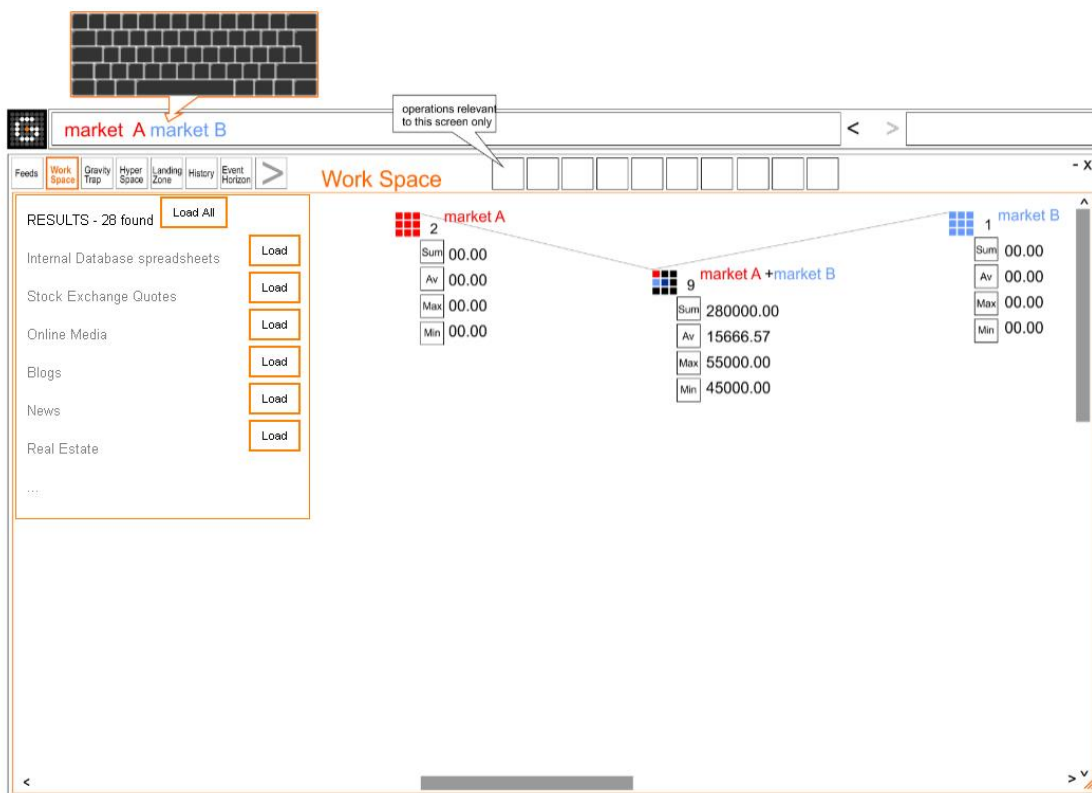 operations relevant
to this screen only
market A market B
< >
Feeds
Work
Space
Gravity
Trap
Hyper
Space
Landing
Zone
History
Event
Horizon
>
Work Space
- x
RESULTS - 28 found
Load All
Internal Database spreadsheets
Load
Stock Exchange Quotes
Load
Online Media
Load
Blogs
Load
News
Load
Real Estate
Load
...
2 market A
Sum 00.00
Av 00.00
Max 00.00
Min 00.00
9 market A +market B
Sum 280000.00
Av 15666.57
Max 55000.00
Min 45000.00
1 market B
Sum 00.00
Av 00.00
Max 00.00
Min 00.00
< >